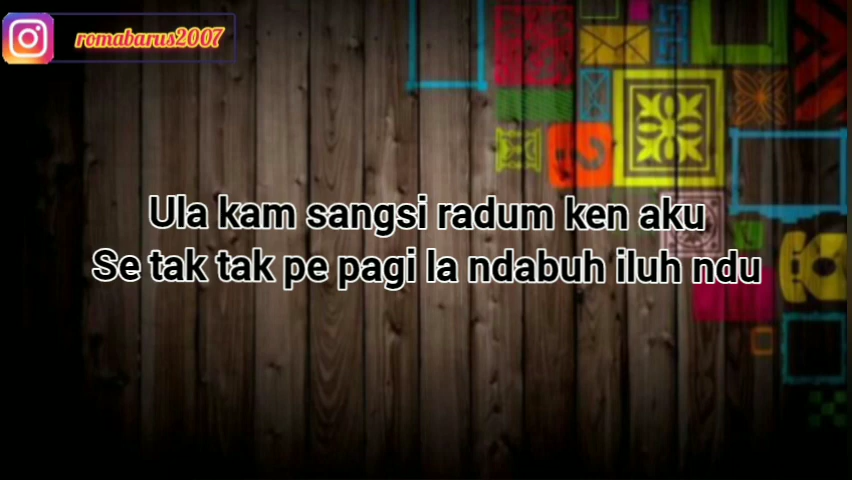 romabarus2007
Ula kam sangsi radum ken aku
Se tak tak pe pagi la ndabuh iluh ndu